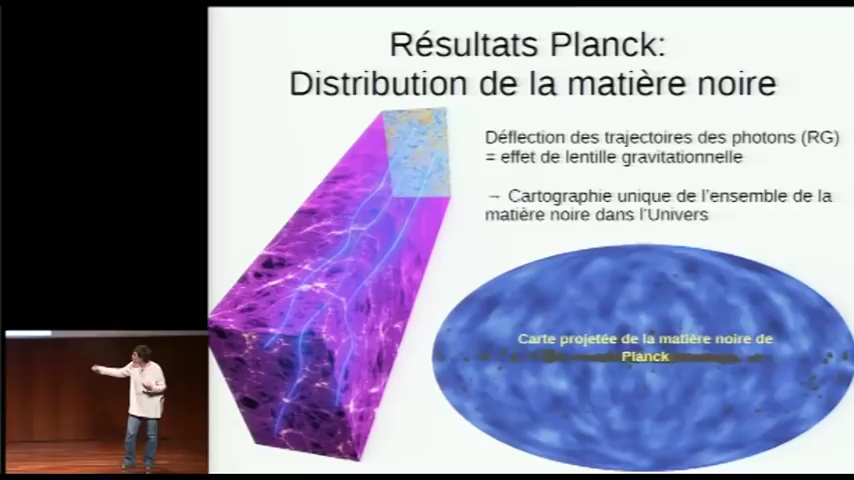 Résultats Planck:
Distribution de la matière noire
Déflection des trajectoires des photons (RG)
= effet de lentille gravitationnelle
→ Cartographie unique de l'ensemble de la
matière noire dans l'Univers
Carte projetée de la matière noire de
Planck